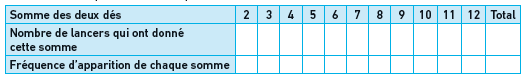 Somme des deux dés 2 3 4 5 6 7 8 9 10 11 12 Total
Nombre de lancers qui ont donné
cette somme
Fréquence d'apparition de chaque somme